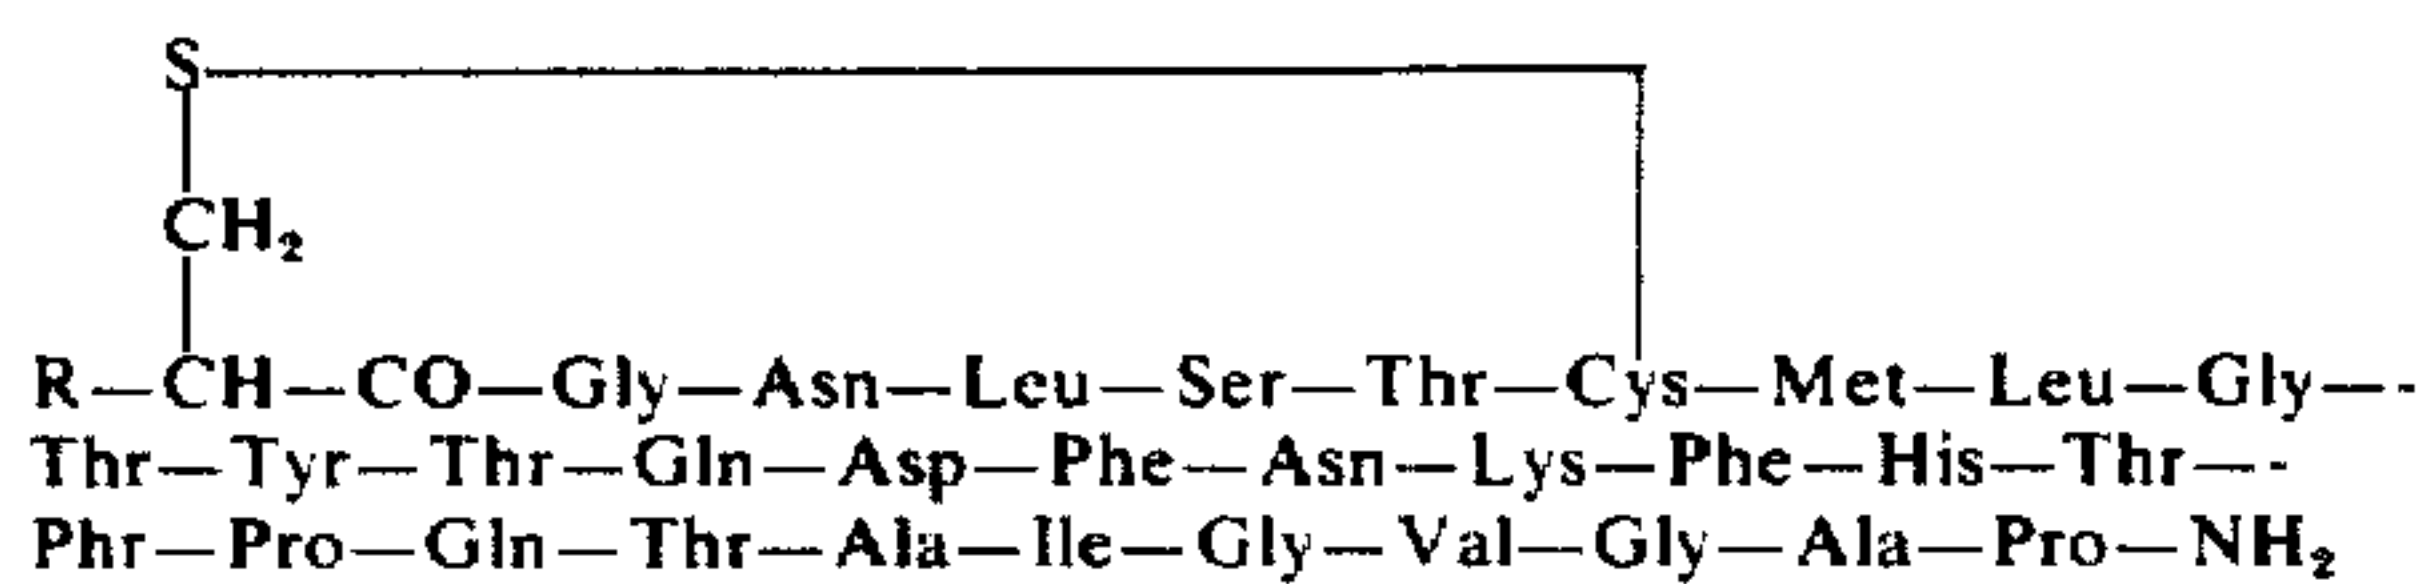 S
CH₂
R—CH—CO—Gly—Asn—Leu—Ser—Thr—Cys—Met—Leu—Gly—-
Thr—Tyr—Thr—Gln—Asp—Phe—Asn—Lys—Phe—His—Thr—-
Phr—Pro—Gln—Thr—Ala—Ile—Gly—Val—Gly—Ala—Pro—NH₂